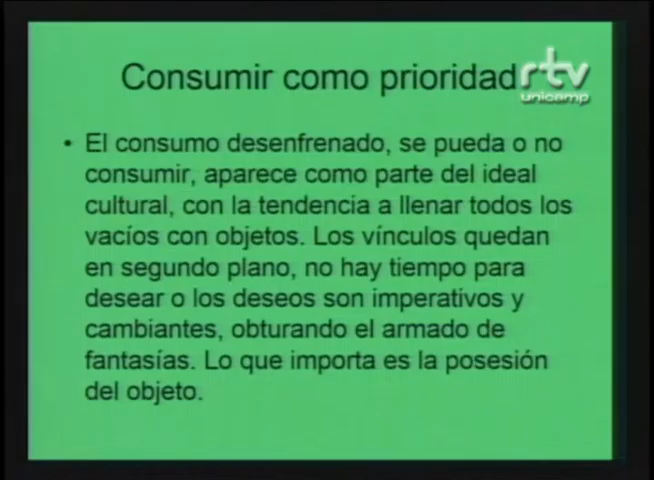 Consumir como prioridad
rtv
unicamp
• El consumo desenfrenado, se pueda o no
consumir, aparece como parte del ideal
cultural, con la tendencia a llenar todos los
vacíos con objetos. Los vínculos quedan
en segundo plano, no hay tiempo para
desear o los deseos son imperativos y
cambiantes, obturando el armado de
fantasías. Lo que importa es la posesión
del objeto.